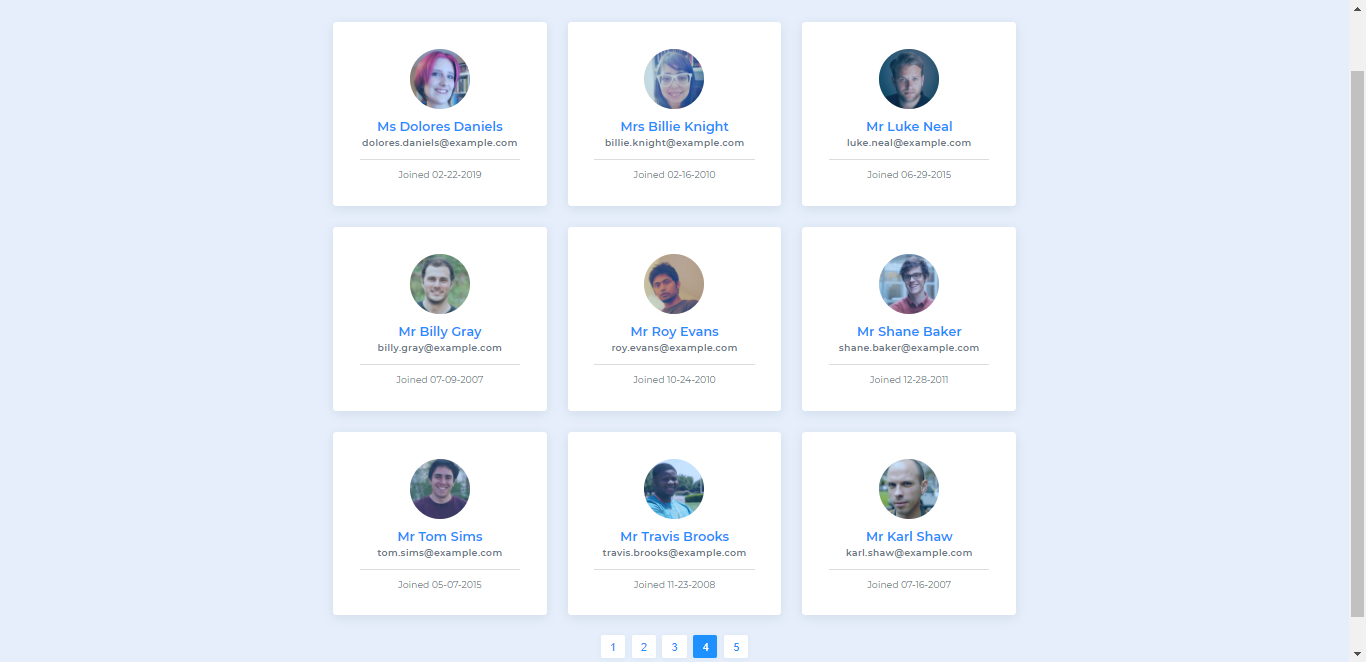 Ms Dolores Daniels
dolores.daniels@example.com
Joined 02-22-2019
Mrs Billie Knight
billie.knight@example.com
Joined 02-16-2010
Mr Luke Neal
luke.neal@example.com
Joined 06-29-2015
Mr Billy Gray
billy.gray@example.com
Joined 07-09-2007
Mr Roy Evans
roy.evans@example.com
Joined 10-24-2010
Mr Shane Baker
shane.baker@example.com
Joined 12-28-2011
Mr Tom Sims
tom.sims@example.com
Joined 05-07-2015
Mr Travis Brooks
travis.brooks@example.com
Joined 11-23-2008
Mr Karl Shaw
karl.shaw@example.com
Joined 07-16-2007
1 2 3 4 5